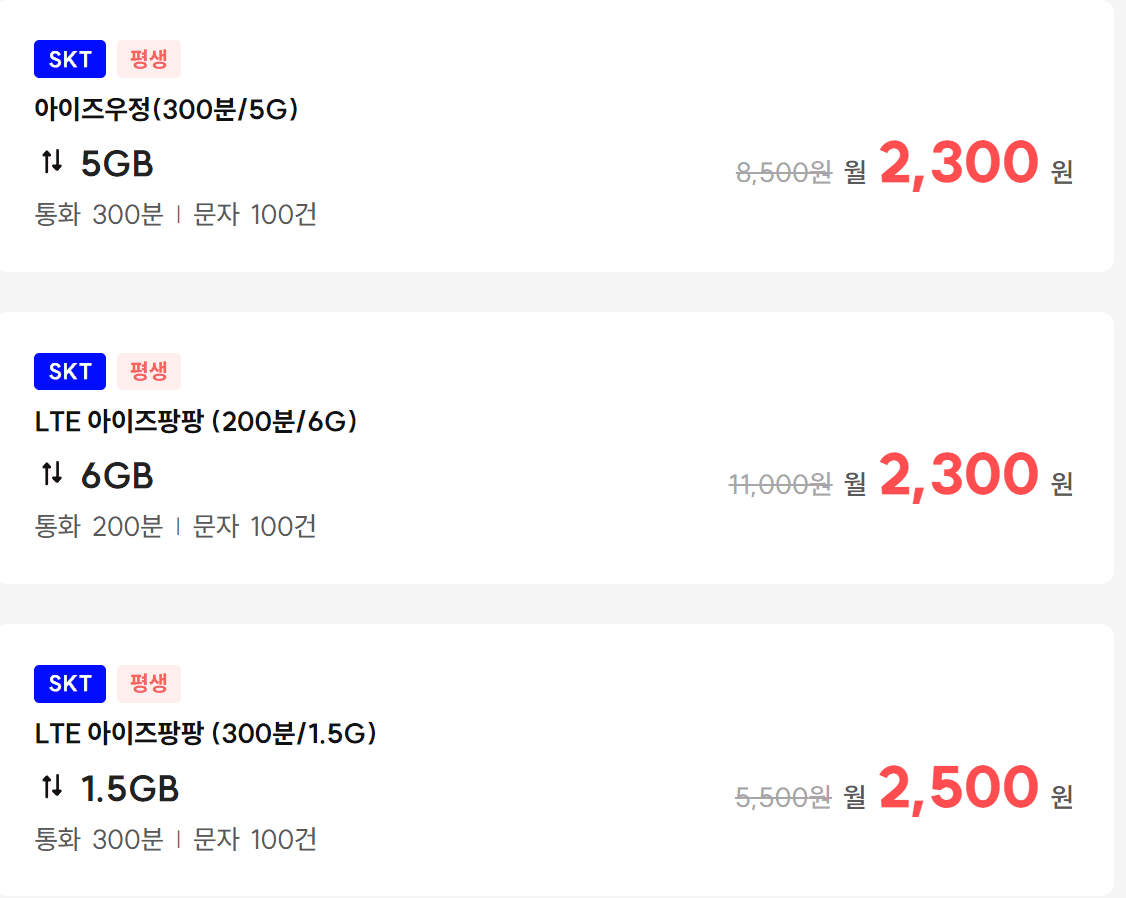 SKT 평생
아이즈우정(300분/5G)
5GB
8,500원 월 2,300 원
통화 300분 | 문자 100건
SKT 평생
LTE 아이즈팡팡 (200분/6G)
6GB
11,000원 월 2,300 원
통화 200분 | 문자 100건
SKT 평생
LTE 아이즈팡팡 (300분/1.5G)
1.5GB
5,500원 월 2,500 원
통화 300분 | 문자 100건